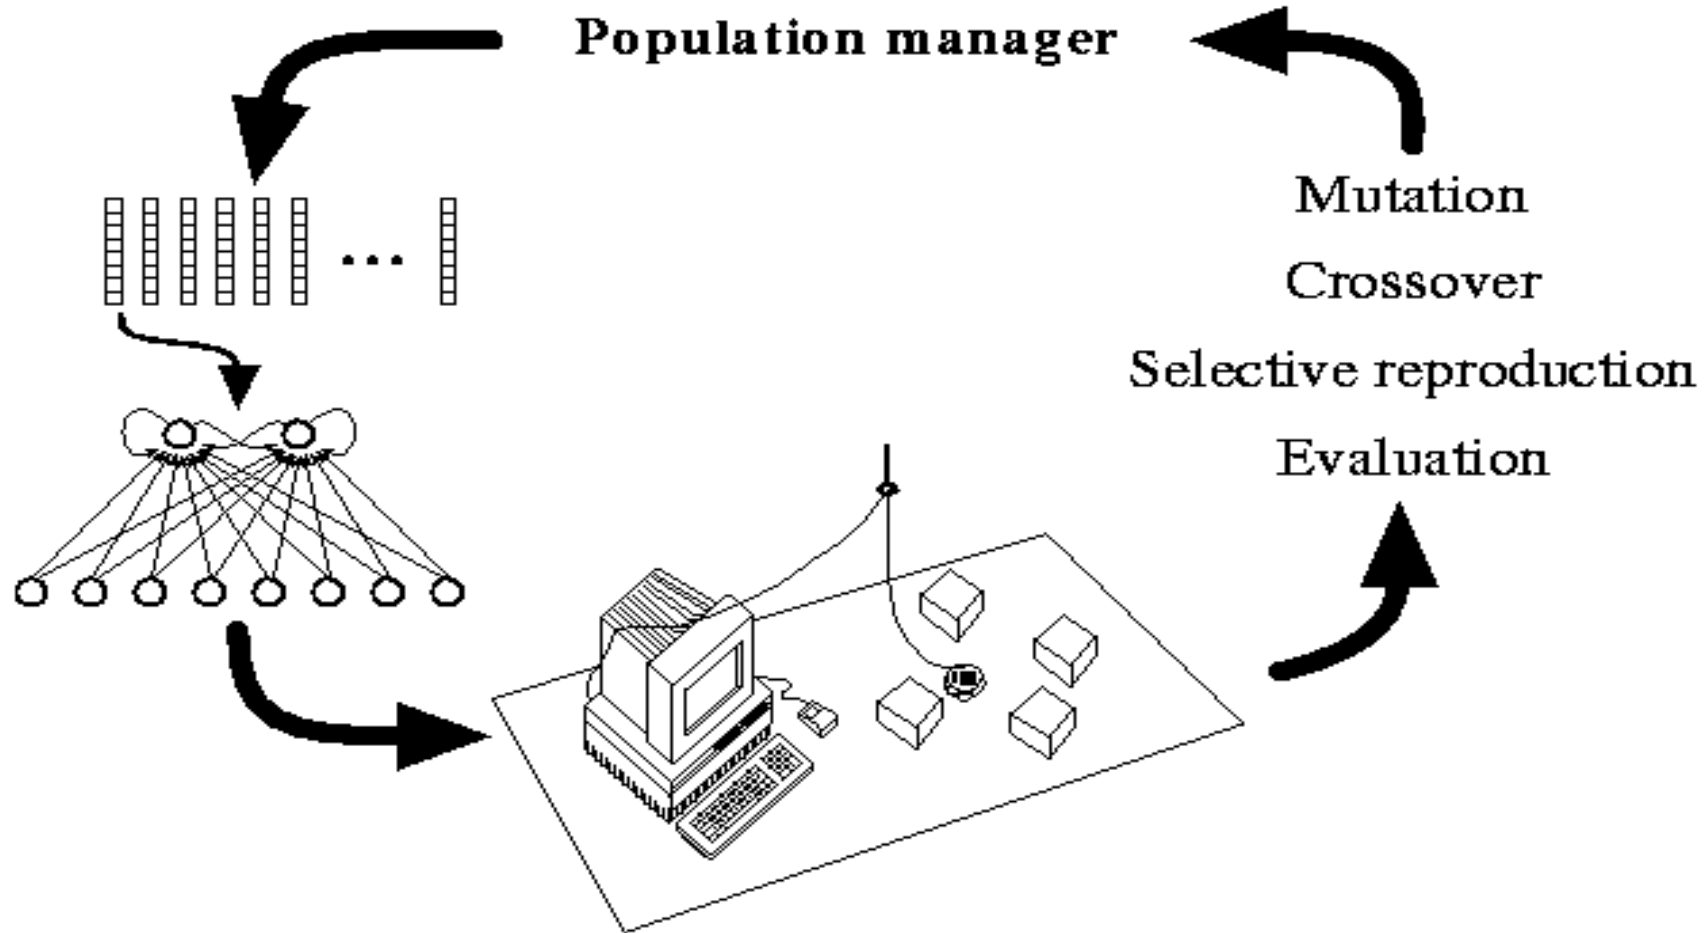 Population manager
Mutation
Crossover
Selective reproduction
Evaluation